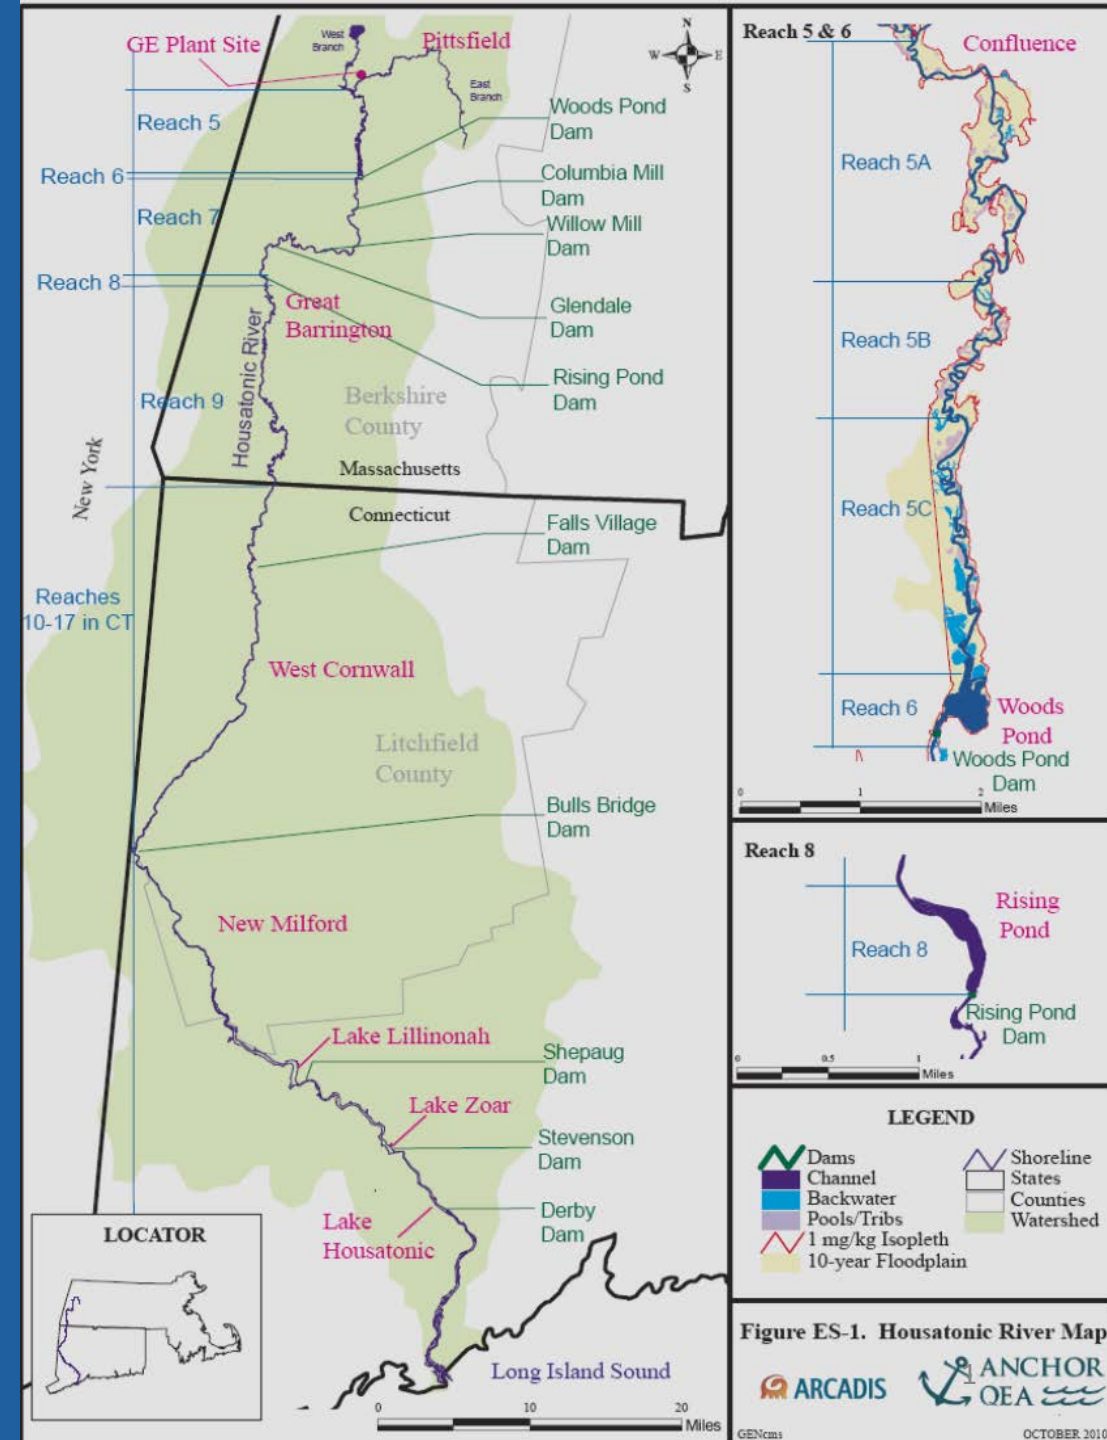 West
Branch
GE Plant Site
Pittsfield
East
Branch
N
W
E
S
Reach 5
Reach 6
Reach 7
Reach 8
Reach 9
Reaches
10-17 in CT
Woods Pond
Dam
Columbia Mill
Dam
Willow Mill
Dam
Glendale
Dam
Rising Pond
Dam
Great
Barrington
Housatonic River
Berkshire
County
New York
Massachusetts
Connecticut
Falls Village
Dam
West Cornwall
Litchfield
County
Bulls Bridge
Dam
New Milford
Lake Lillinonah
Shepaug
Dam
Lake Zoar
Stevenson
Dam
Lake
Housatonic
Derby
Dam
Long Island Sound
0
10
20
Miles
LOCATOR
Reach 5 & 6
Confluence
Reach 5A
Reach 5B
Reach 5C
Reach 6
Woods
Pond
Woods Pond
Dam
0
1
2
Miles
Reach 8
Rising
Pond
Reach 8
Rising Pond
Dam
0
0.5
1
Miles
LEGEND
Dams
Channel
Backwater
Pools/Tribs
1 mg/kg Isopleth
10-year Floodplain
Shoreline
States
Counties
Watershed
Figure ES-1. Housatonic River Map
ARCADIS
ANCHOR
QEA
1
GENcms
OCTOBER 2010